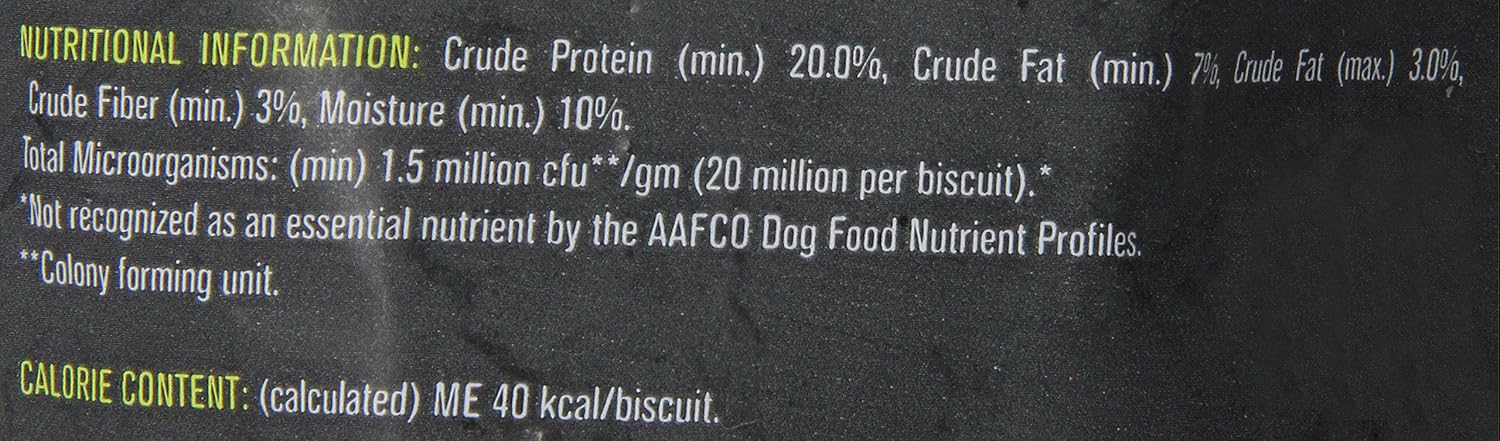 NUTRITIONAL INFORMATION: Crude Protein (min.) 20.0%, Crude Fat (min.) 7%, Crude Fat (max.) 3.0%,
Crude Fiber (min.) 3%, Moisture (min.) 10%.
Total Microorganisms: (min) 1.5 million cfu**/gm (20 million per biscuit).*
*Not recognized as an essential nutrient by the AAFCO Dog Food Nutrient Profiles.
**Colony forming unit.
CALORIE CONTENT: (calculated) ME 40 kcal/biscuit.